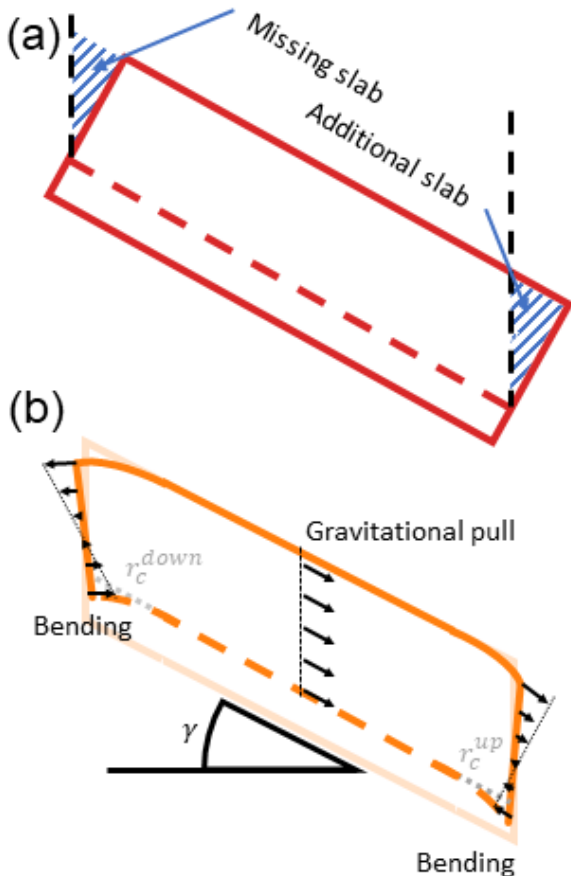 (a)
Missing slab
Additional slab
(b)
Gravitational pull
r_c^{down}
Bending
γ
r_c^{up}
Bending